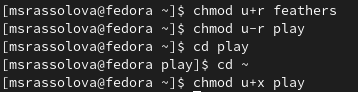 [msrassolova@fedora ~]$ chmod u+r feathers
[msrassolova@fedora ~]$ chmod u-r play
[msrassolova@fedora ~]$ cd play
[msrassolova@fedora play]$ cd ~
[msrassolova@fedora ~]$ chmod u+x play